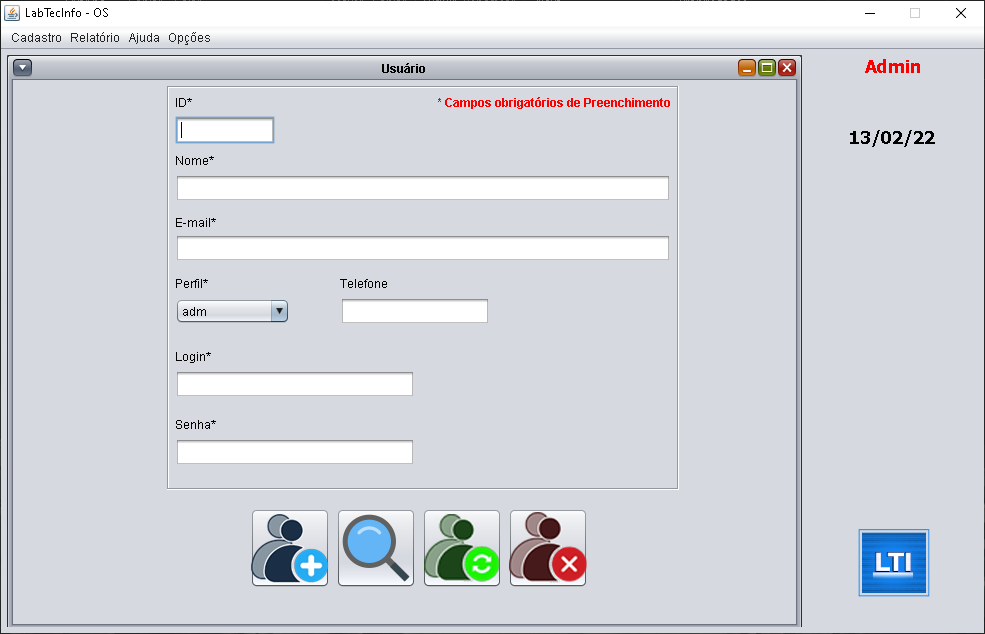 LabTecInfo - OS
Cadastro Relatório Ajuda Opções
Usuário
Admin
13/02/22
ID*
* Campos obrigatórios de Preenchimento
Nome*
E-mail*
Perfil* Telefone
adm
Login*
Senha*
LTI